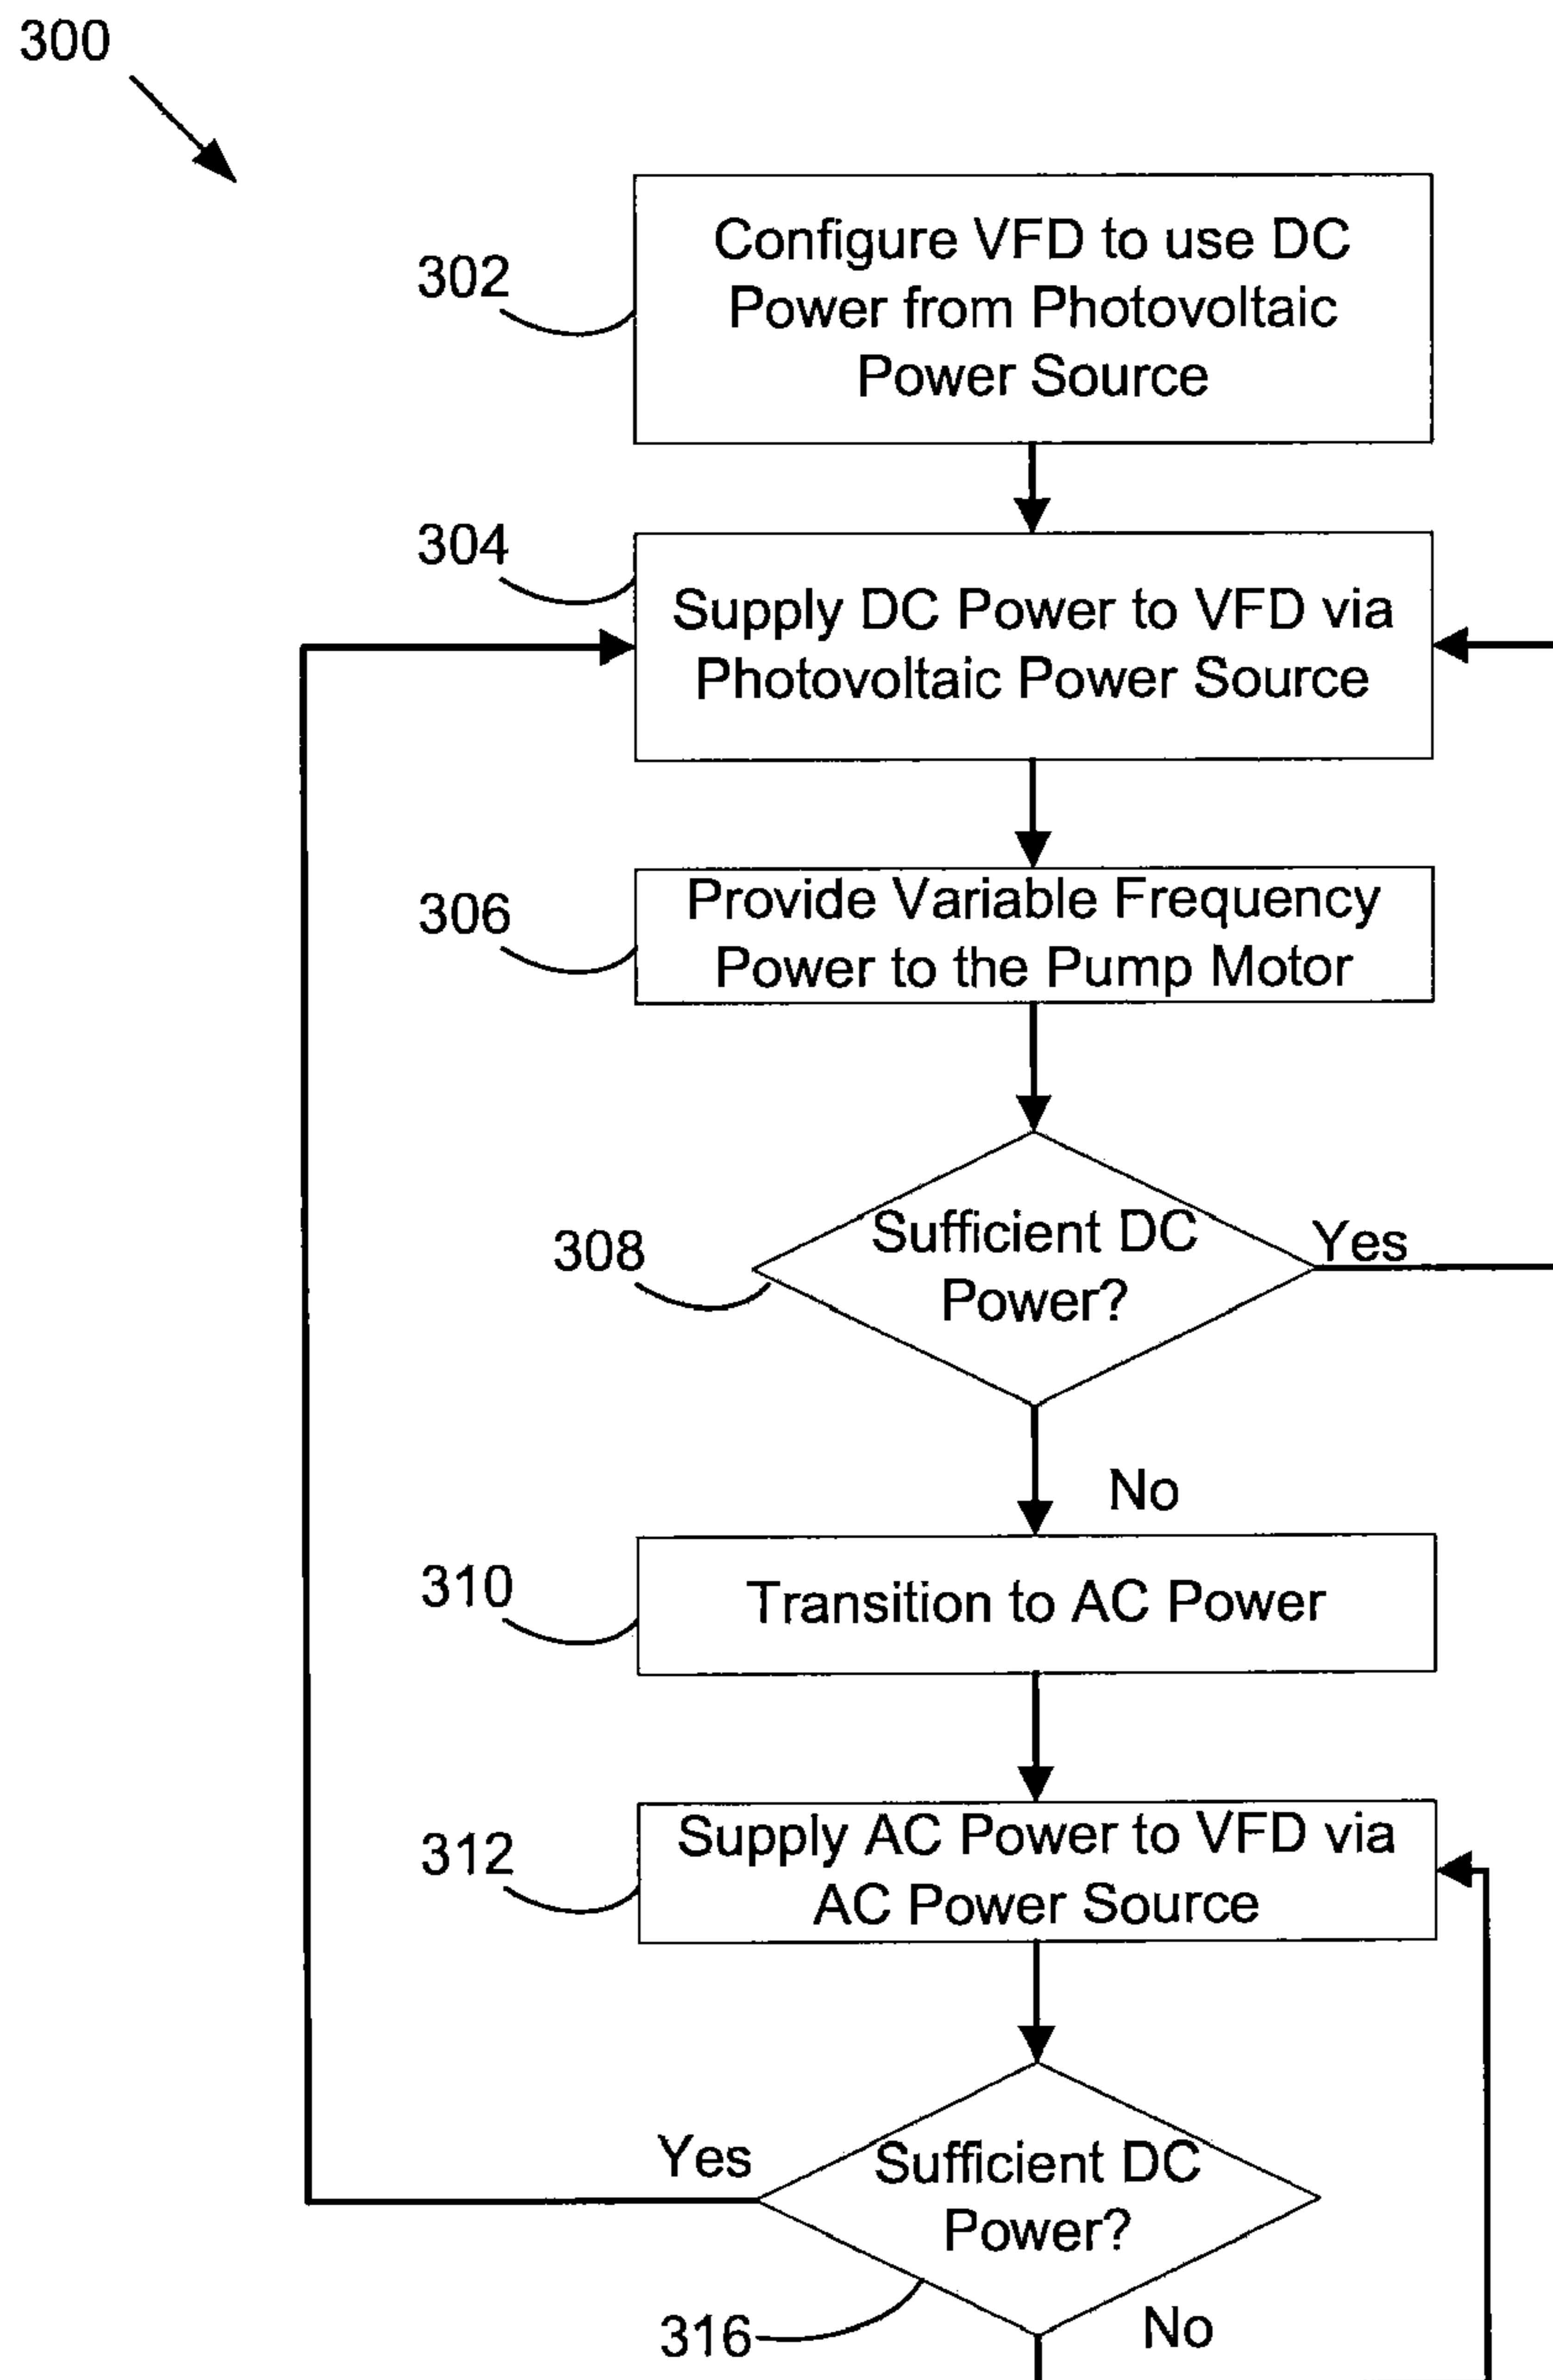 300
302
Configure VFD to use DC
Power from Photovoltaic
Power Source
304
Supply DC Power to VFD via
Photovoltaic Power Source
306
Provide Variable Frequency
Power to the Pump Motor
308
Sufficient DC
Power?
Yes
No
310
Transition to AC Power
312
Supply AC Power to VFD via
AC Power Source
Yes
Sufficient DC
Power?
316
No